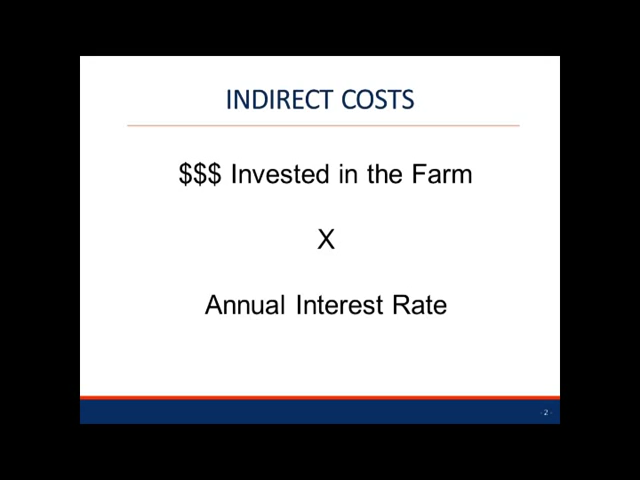 INDIRECT COSTS
$$$ Invested in the Farm
X
Annual Interest Rate
- 2 -